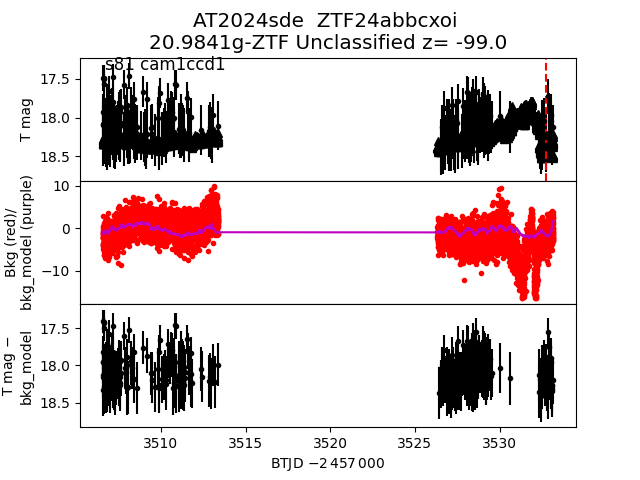 AT2024sde  ZTF24abbcxoi
20.9841g-ZTF Unclassified z= -99.0
s81 cam1ccd1
17.5
18.0
18.5
T mag
10
0
−10
Bkg (red)/
bkg_model (purple)
17.5
18.0
18.5
T mag −
bkg_model
3510
3515
3520
3525
3530
BTJD −2 457 000